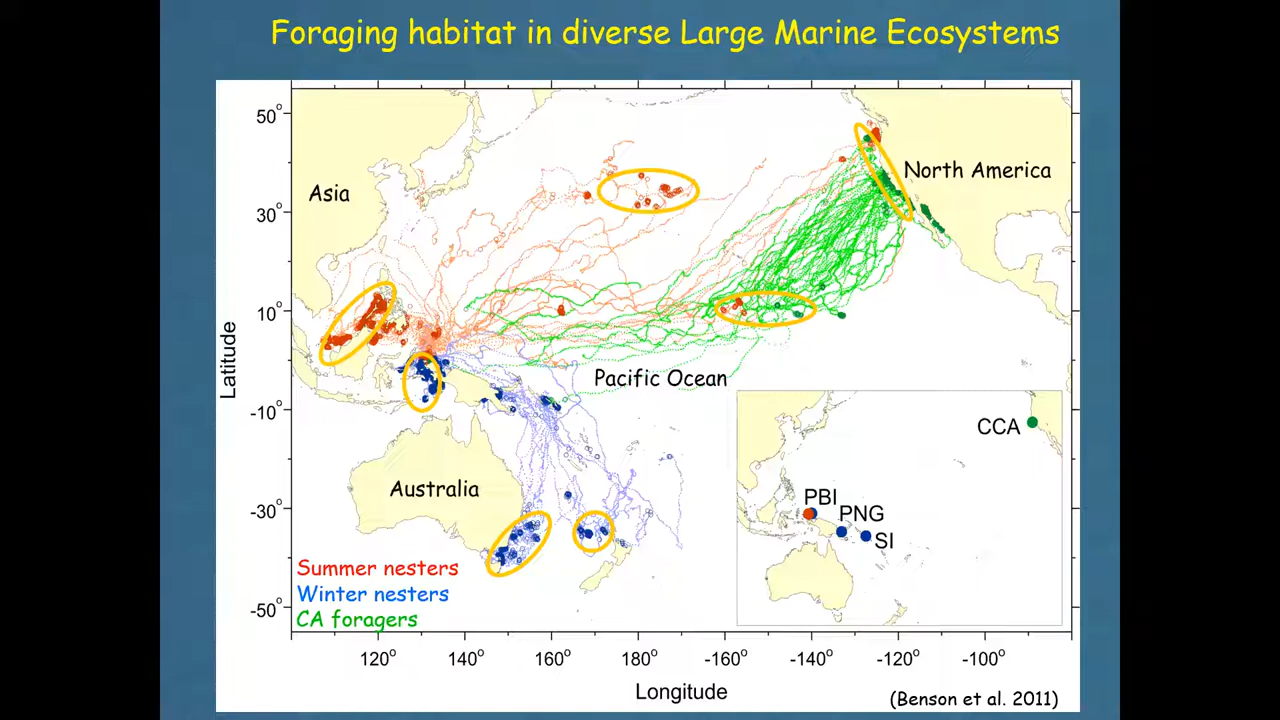 Foraging habitat in diverse Large Marine Ecosystems
50°
30°
10°
-10°
-30°
-50°
Latitude
Asia
North America
Pacific Ocean
Australia
CCA
PBI
PNG
SI
Summer nesters
Winter nesters
CA foragers
120° 140° 160° 180° -160° -140° -120° -100°
Longitude
(Benson et al. 2011)